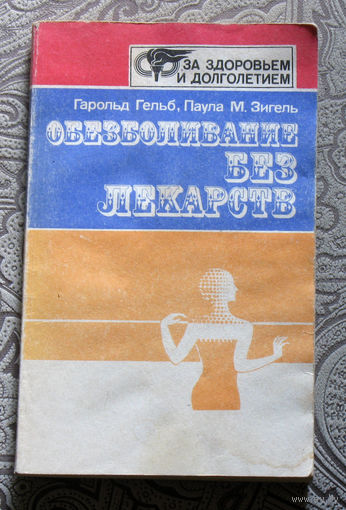 ЗА ЗДОРОВЬЕМ
И ДОЛГОЛЕТИЕМ
Гарольд Гельб, Паула М. Зигель
ОБЕЗБОЛИВАНИЕ
БЕЗ
ЛЕКАРСТВ